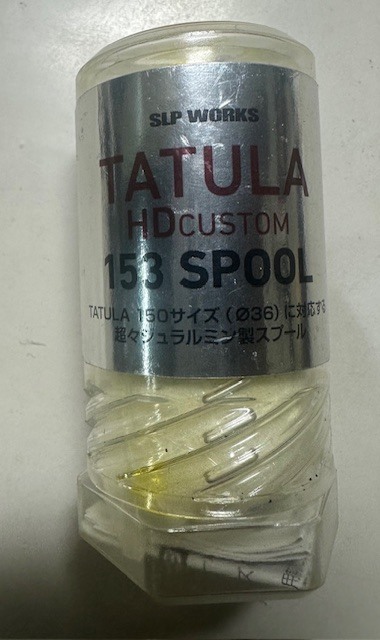 SLP WORKS
TATULA
HDCUSTOM
153 SPOOL
TATULA 150サイズ (Ø36) に対応する
超々ジュラルミン製スプール